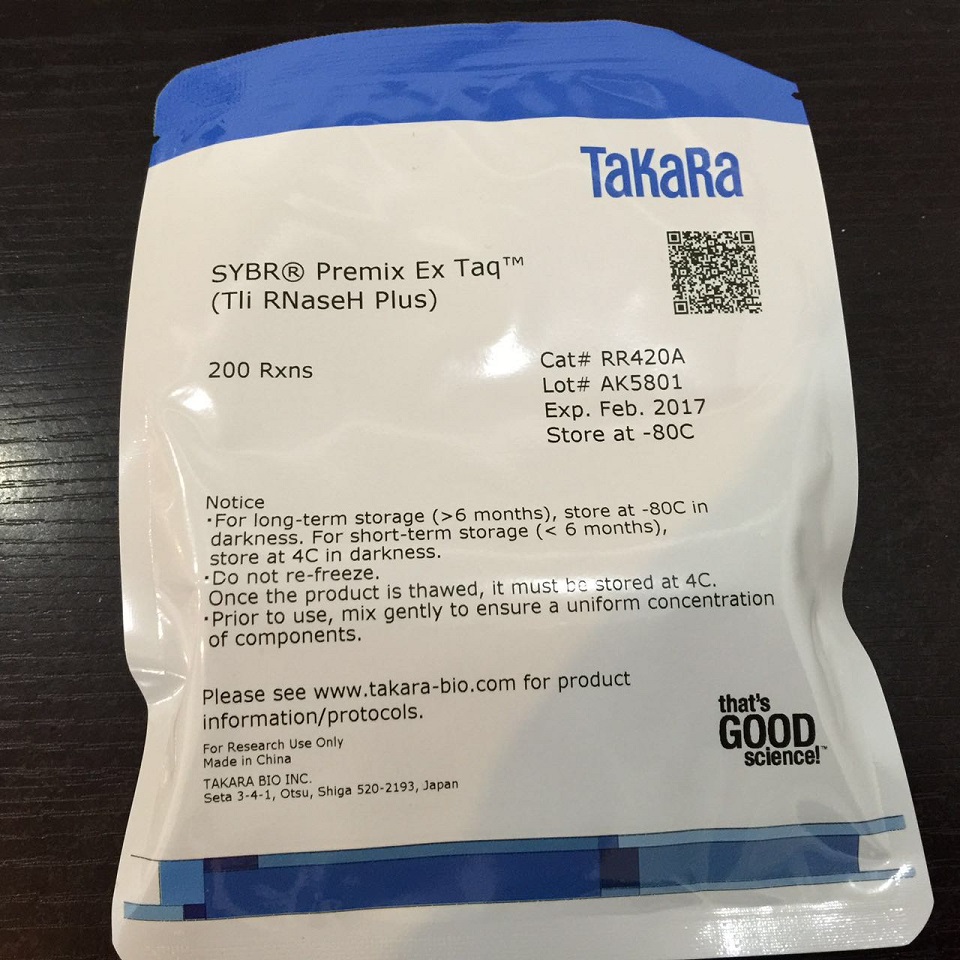 TaKaRa
SYBR® Premix Ex Taq™
(Tli RNaseH Plus)
200 Rxns
Cat# RR420A
Lot# AK5801
Exp. Feb. 2017
Store at -80C
Notice
・For long-term storage (>6 months), store at -80C in
darkness. For short-term storage (< 6 months),
store at 4C in darkness.
・Do not re-freeze.
Once the product is thawed, it must be stored at 4C.
・Prior to use, mix gently to ensure a uniform concentration
of components.
Please see www.takara-bio.com for product
information/protocols.
For Research Use Only
Made in China
TAKARA BIO INC.
Seta 3-4-1, Otsu, Shiga 520-2193, Japan
that's
GOOD
science!™